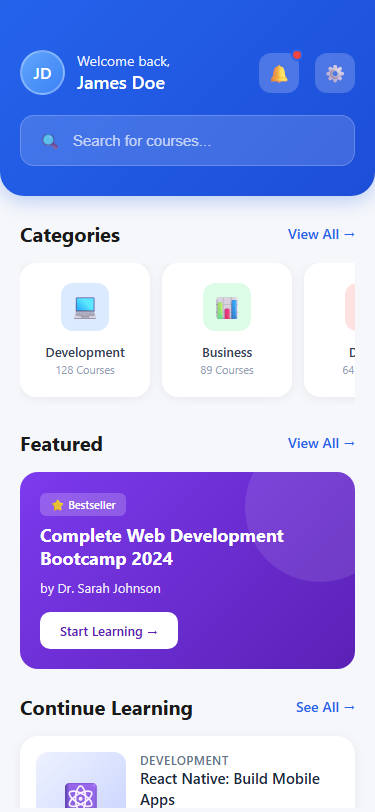 JD
Welcome back,
James Doe
Search for courses...
Categories
View All →
Development
128 Courses
Business
89 Courses
D
64
Featured
View All →
Bestseller
Complete Web Development
Bootcamp 2024
by Dr. Sarah Johnson
Start Learning →
Continue Learning
See All →
DEVELOPMENT
React Native: Build Mobile
Apps